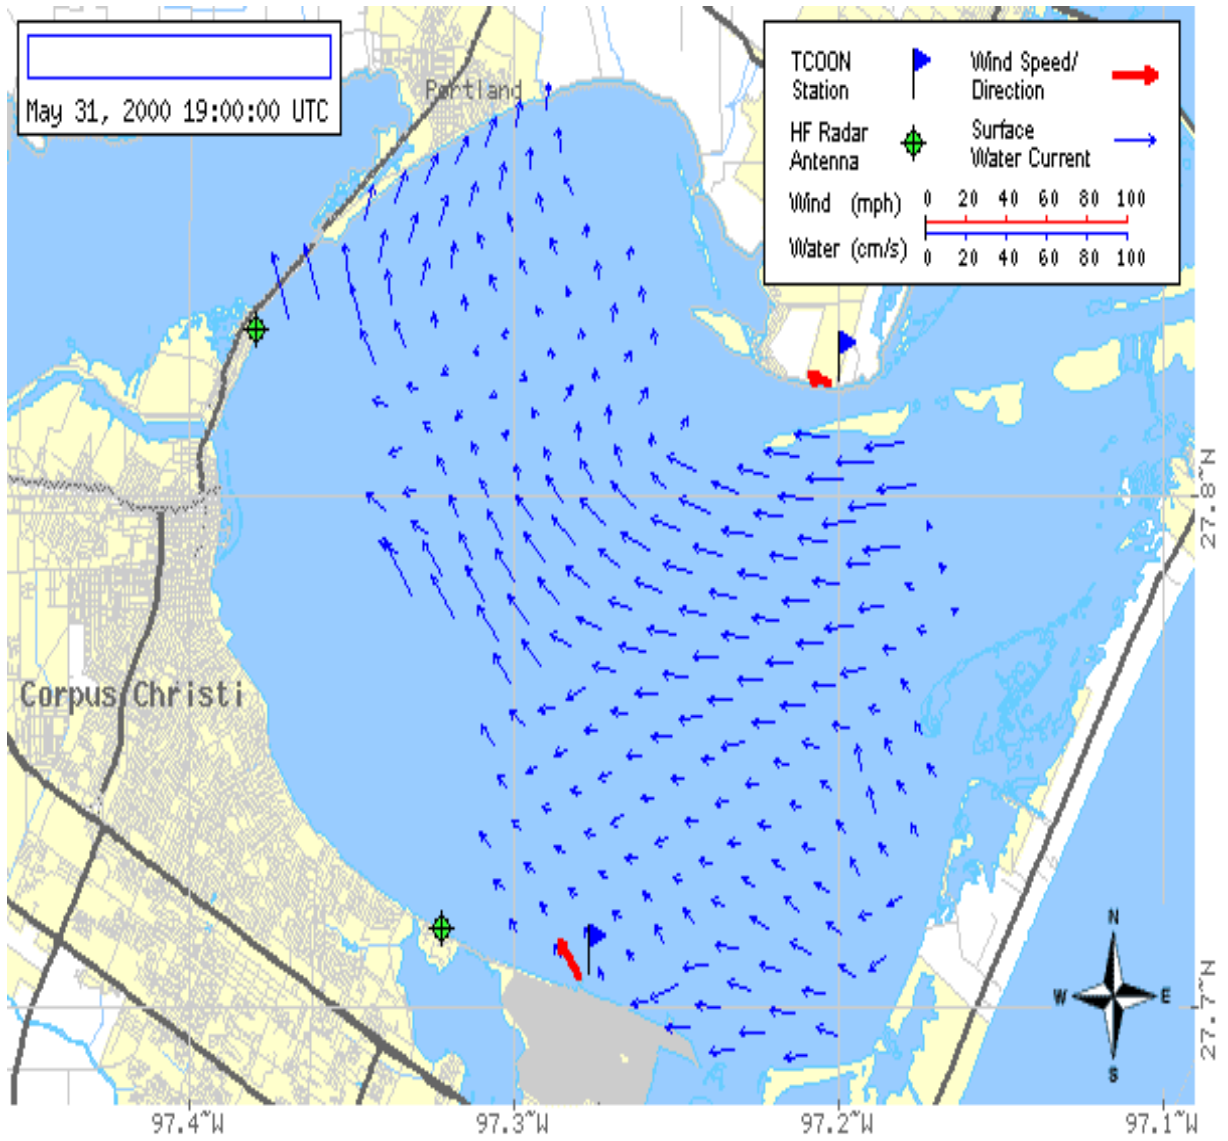 May 31, 2000 19:00:00 UTC
Portland
TCOON
Station
Wind Speed/
Direction
HF Radar
Antenna
Surface
Water Current
Wind (mph)
0 20 40 60 80 100
Water (cm/s)
0 20 40 60 80 100
Corpus Christi
27.8~N
27.7~N
N
W
E
S
97.4~W
97.3~W
97.2~W
97.1~W